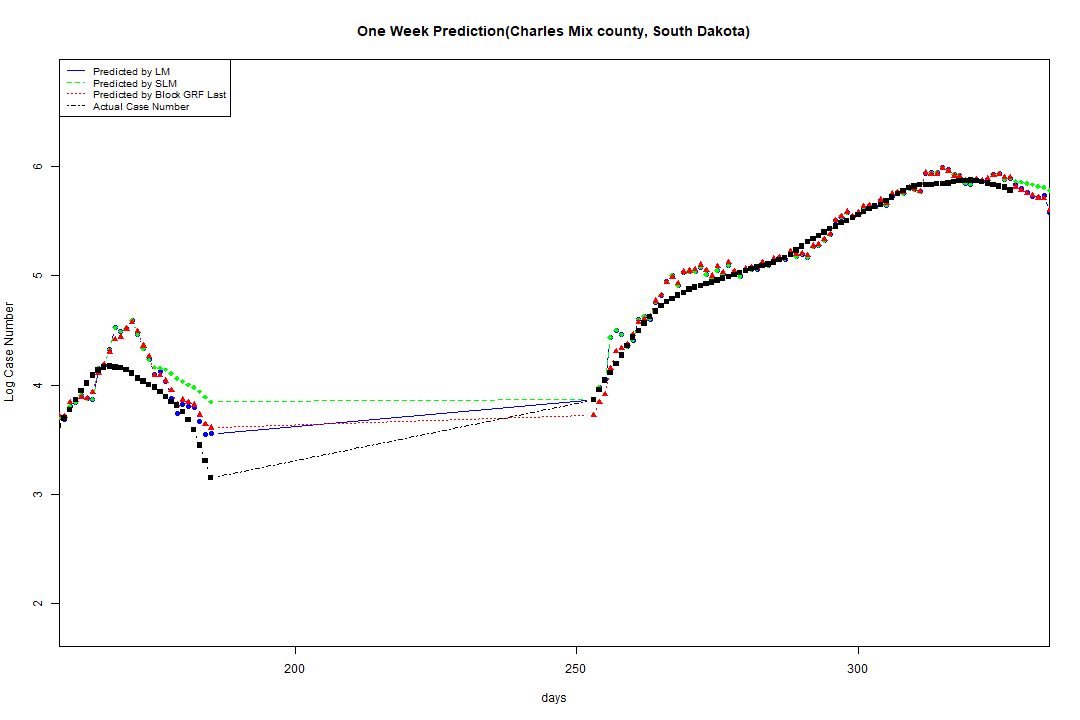 One Week Prediction(Charles Mix county, South Dakota)
Predicted by LM
Predicted by SLM
Predicted by Block GRF Last
Actual Case Number
6
5
4
3
2
Log Case Number
200
250
300
days